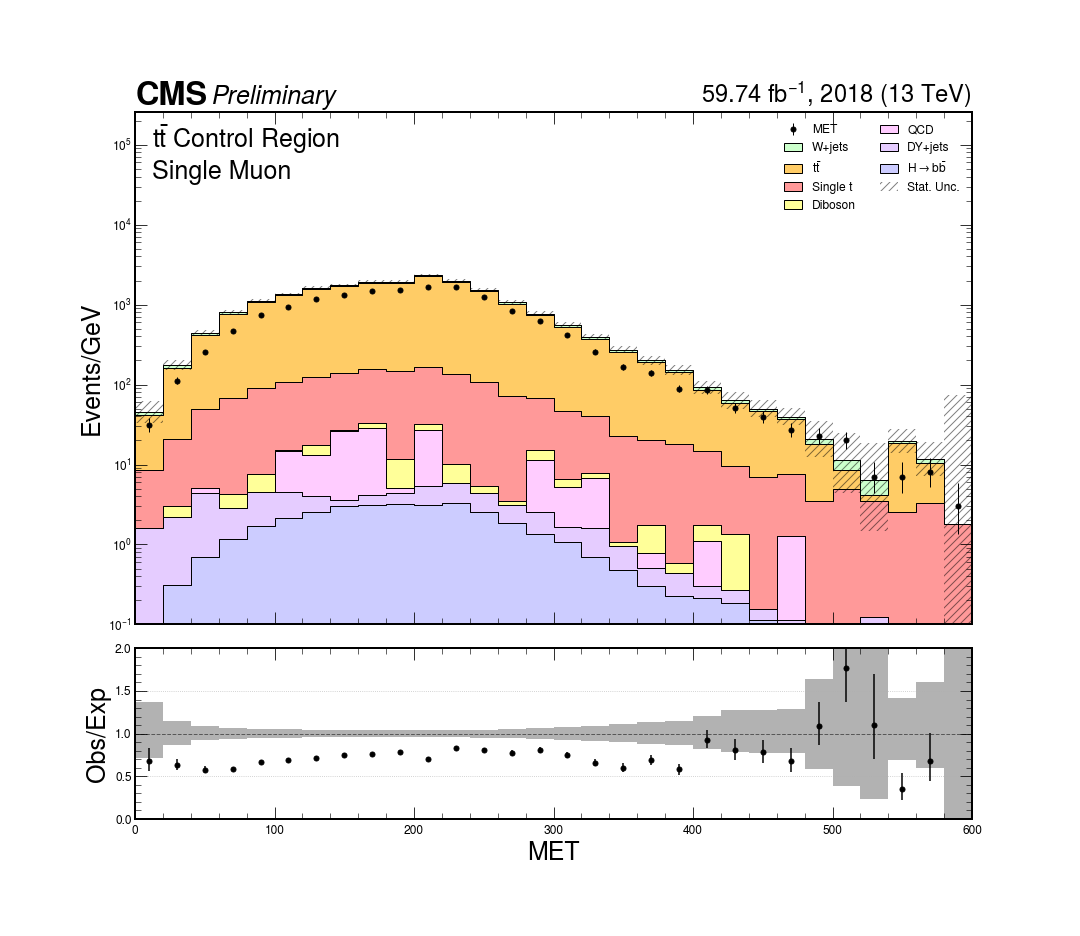 CMS Preliminary 59.74 fb⁻¹, 2018 (13 TeV)
tt̄ Control Region
Single Muon
MET
W+jets
tt̄
Single t
Diboson
QCD
DY+jets
H→bb̄
Stat. Unc.
Events/GeV
10⁵
10⁴
10³
10²
10¹
10⁰
10⁻¹
Obs/Exp
2.0
1.5
1.0
0.5
0.0
0 100 200 300 400 500 600
MET